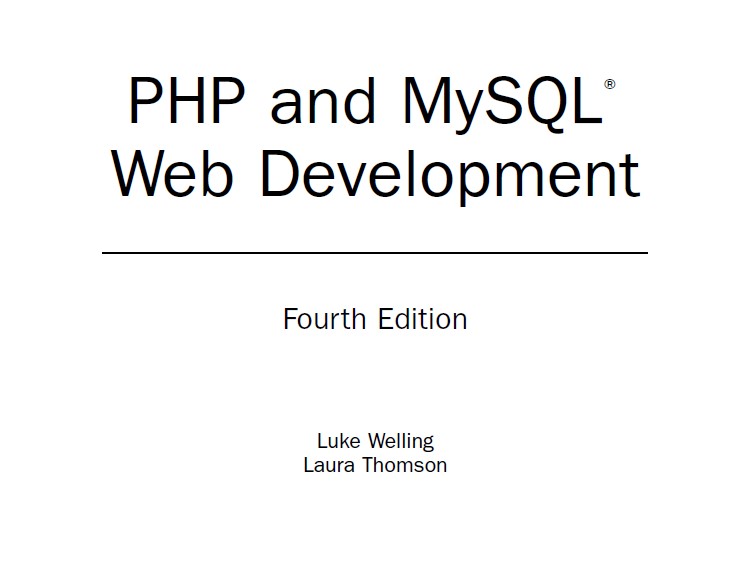 PHP and MySQL®
Web Development
Fourth Edition
Luke Welling
Laura Thomson